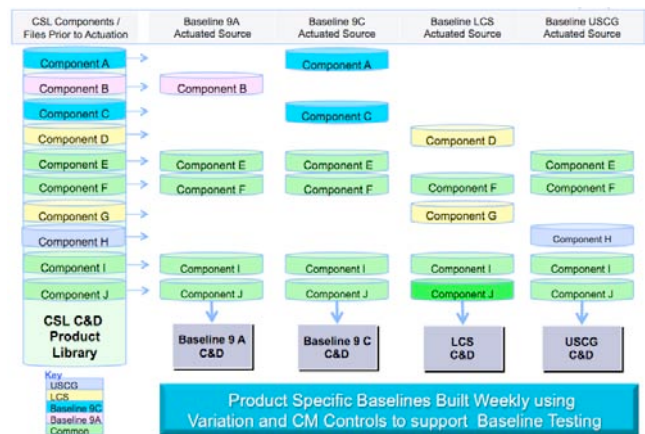 CSL Components /
Files Prior to Actuation
Baseline 9A
Actuated Source
Baseline 9C
Actuated Source
Baseline LCS
Actuated Source
Baseline USCG
Actuated Source
Component A
Component A
Component B
Component B
Component C
Component C
Component D
Component D
Component E
Component E
Component E
Component E
Component F
Component F
Component F
Component F
Component F
Component G
Component G
Component H
Component H
Component I
Component I
Component I
Component I
Component I
Component J
Component J
Component J
Component J
Component J
CSL C&D
Product
Library
Baseline 9 A
C&D
Baseline 9 C
C&D
LCS
C&D
USCG
C&D
Key
USCG
LCS
Baseline 9C
Baseline 9A
Common
Product Specific Baselines Built Weekly using
Variation and CM Controls to support Baseline Testing